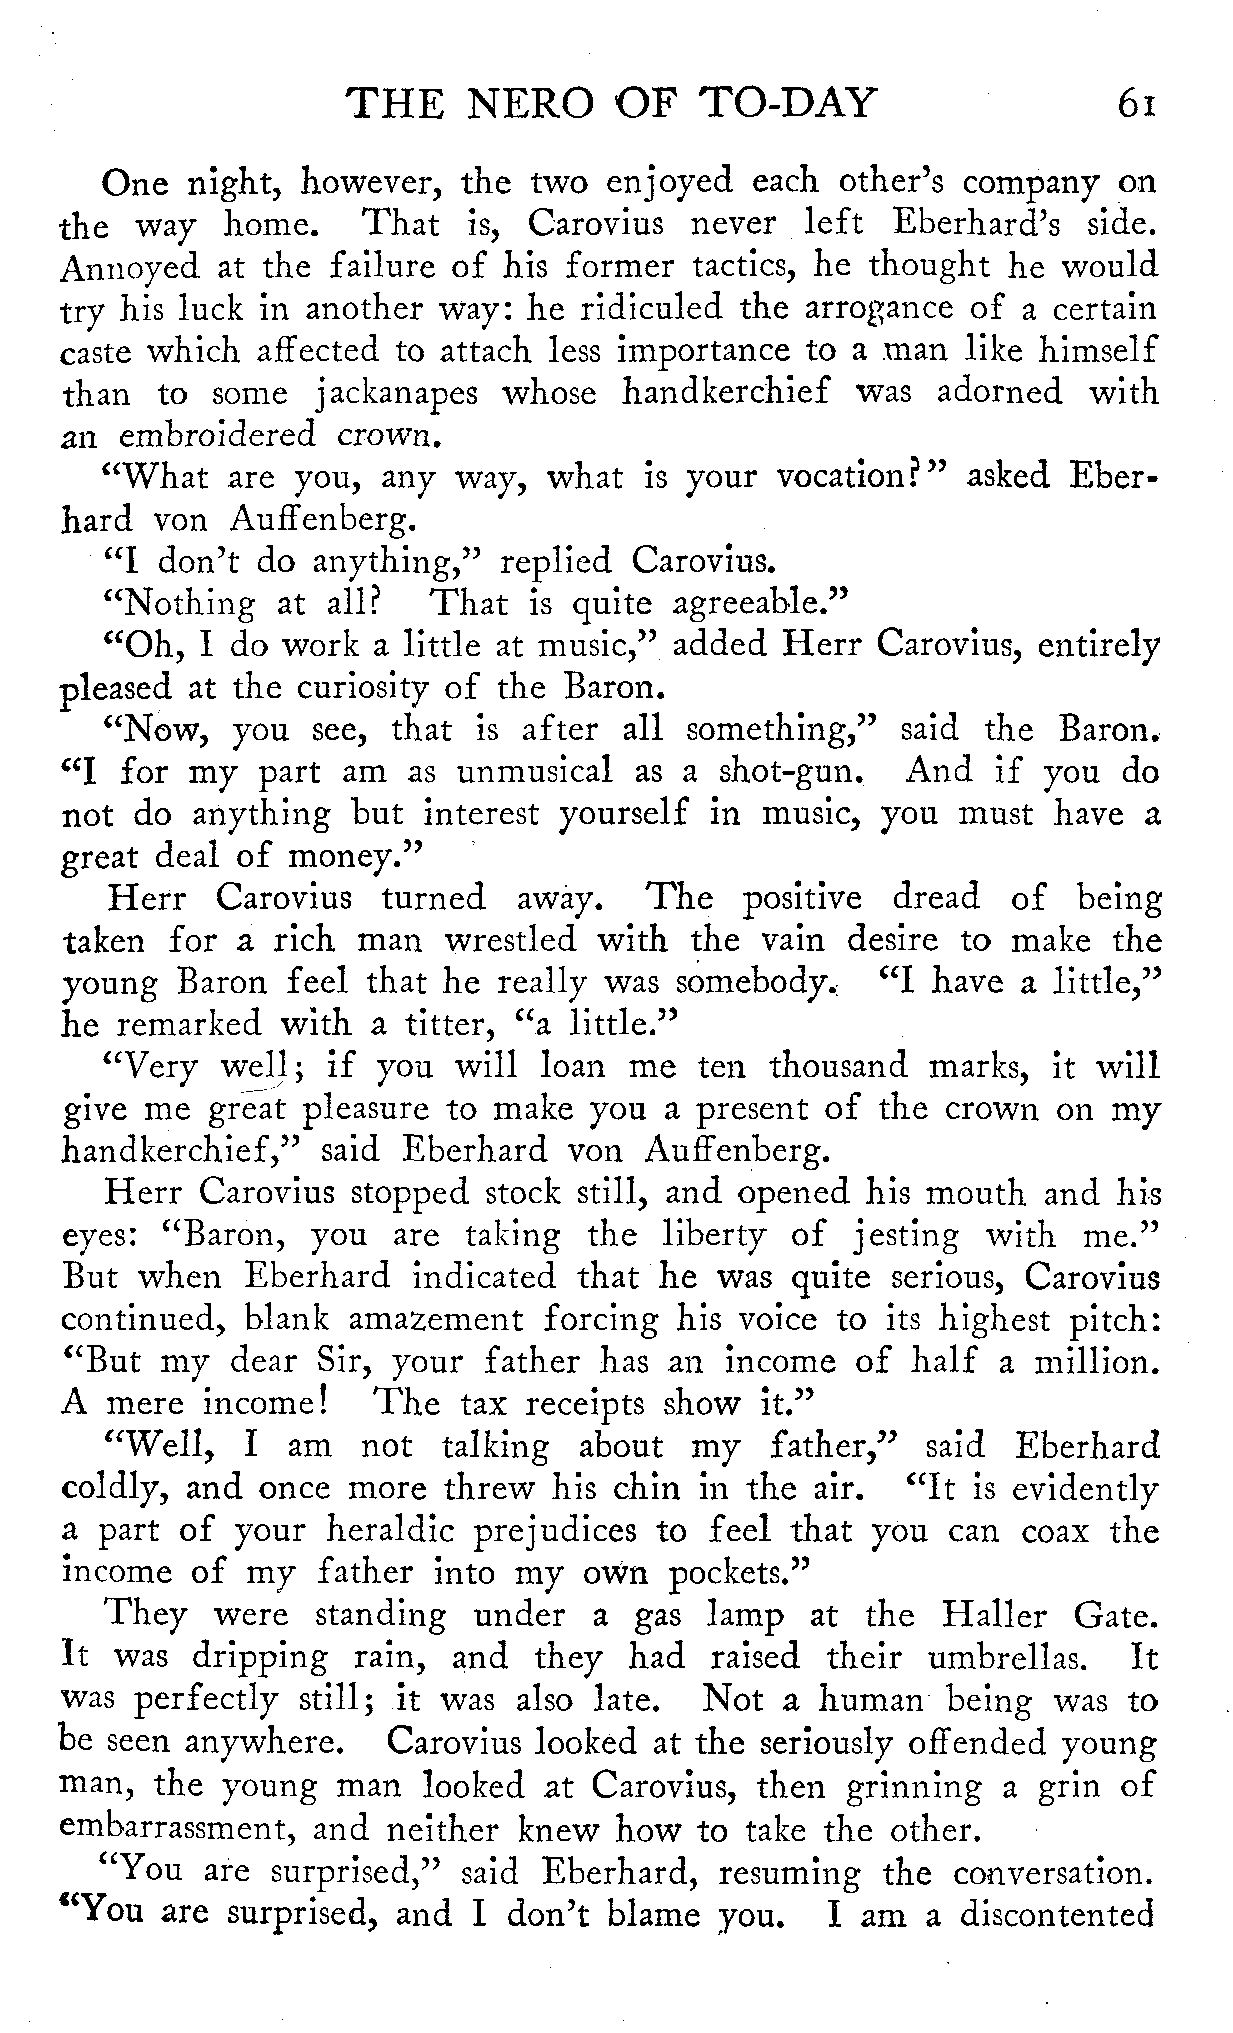 THE NERO OF TO-DAY 61
One night, however, the two enjoyed each other's company on
the way home. That is, Carovius never left Eberhard's side.
Annoyed at the failure of his former tactics, he thought he would
try his luck in another way: he ridiculed the arrogance of a certain
caste which affected to attach less importance to a man like himself
than to some jackanapes whose handkerchief was adorned with
an embroidered crown.
“What are you, any way, what is your vocation?” asked Eber-
hard von Auffenberg.
“I don't do anything,” replied Carovius.
“Nothing at all? That is quite agreeable.”
“Oh, I do work a little at music,” added Herr Carovius, entirely
pleased at the curiosity of the Baron.
“Now, you see, that is after all something,” said the Baron.
“I for my part am as unmusical as a shot-gun. And if you do
not do anything but interest yourself in music, you must have a
great deal of money.”
Herr Carovius turned away. The positive dread of being
taken for a rich man wrestled with the vain desire to make the
young Baron feel that he really was somebody. “I have a little,”
he remarked with a titter, “a little.”
“Very well; if you will loan me ten thousand marks, it will
give me great pleasure to make you a present of the crown on my
handkerchief,” said Eberhard von Auffenberg.
Herr Carovius stopped stock still, and opened his mouth and his
eyes: “Baron, you are taking the liberty of jesting with me.”
But when Eberhard indicated that he was quite serious, Carovius
continued, blank amazement forcing his voice to its highest pitch:
“But my dear Sir, your father has an income of half a million.
A mere income! The tax receipts show it.”
“Well, I am not talking about my father,” said Eberhard
coldly, and once more threw his chin in the air. “It is evidently
a part of your heraldic prejudices to feel that you can coax the
income of my father into my own pockets.”
They were standing under a gas lamp at the Haller Gate.
It was dripping rain, and they had raised their umbrellas. It
was perfectly still; it was also late. Not a human being was to
be seen anywhere. Carovius looked at the seriously offended young
man, the young man looked at Carovius, then grinning a grin of
embarrassment, and neither knew how to take the other.
“You are surprised,” said Eberhard, resuming the conversation.
“You are surprised, and I don't blame you. I am a discontented